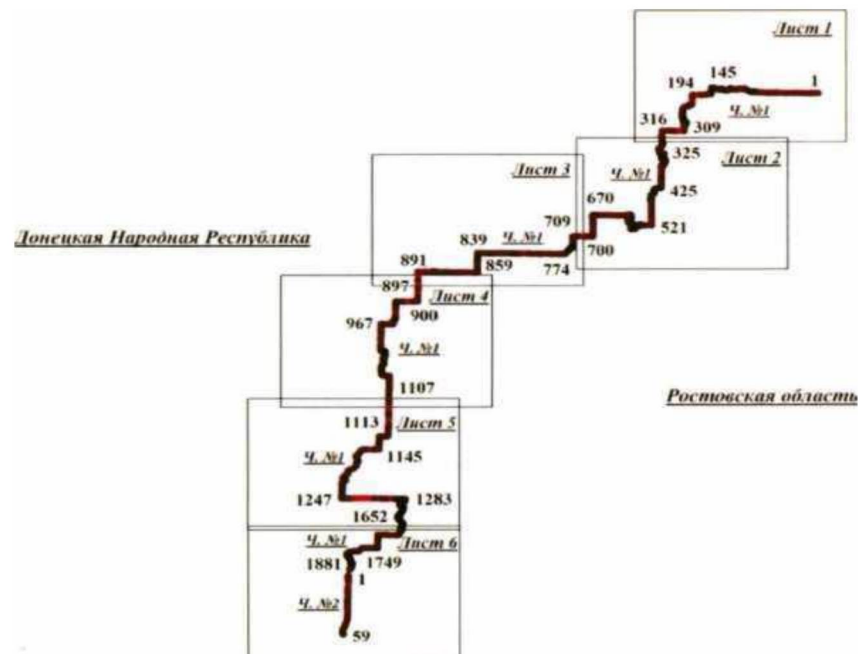 Лист 1
194
145
1
Ч. №1
316
309
325
Лист 2
Лист 3
Ч. №1
670
425
709
521
Донецкая Народная Республика
839
Ч. №1
700
891
859
774
897
Лист 4
900
967
Ч. №1
1107
Ростовская область
1113
Лист 5
Ч. №1
1145
1247
1283
1652
Ч. №1
Лист 6
1881
1749
1
Ч. №2
59